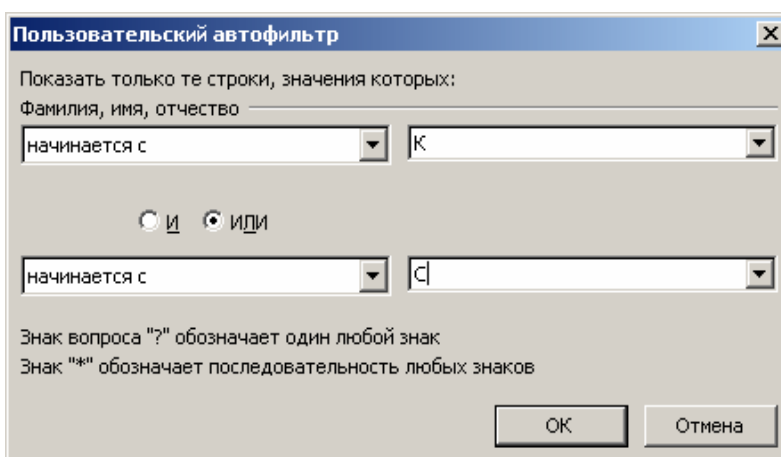 Пользовательский автофильтр
Показать только те строки, значения которых:
Фамилия, имя, отчество
начинается с К
И ИЛИ
начинается с С
Знак вопроса "?" обозначает один любой знак
Знак "*" обозначает последовательность любых знаков
ОК Отмена